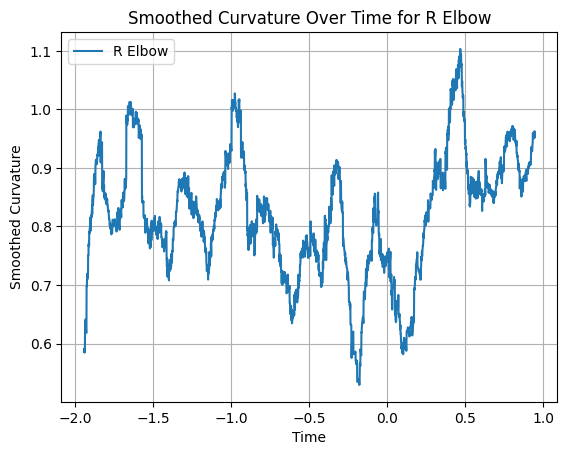 Smoothed Curvature Over Time for R Elbow
R Elbow
Smoothed Curvature
1.1
1.0
0.9
0.8
0.7
0.6
−2.0 −1.5 −1.0 −0.5 0.0 0.5 1.0
Time